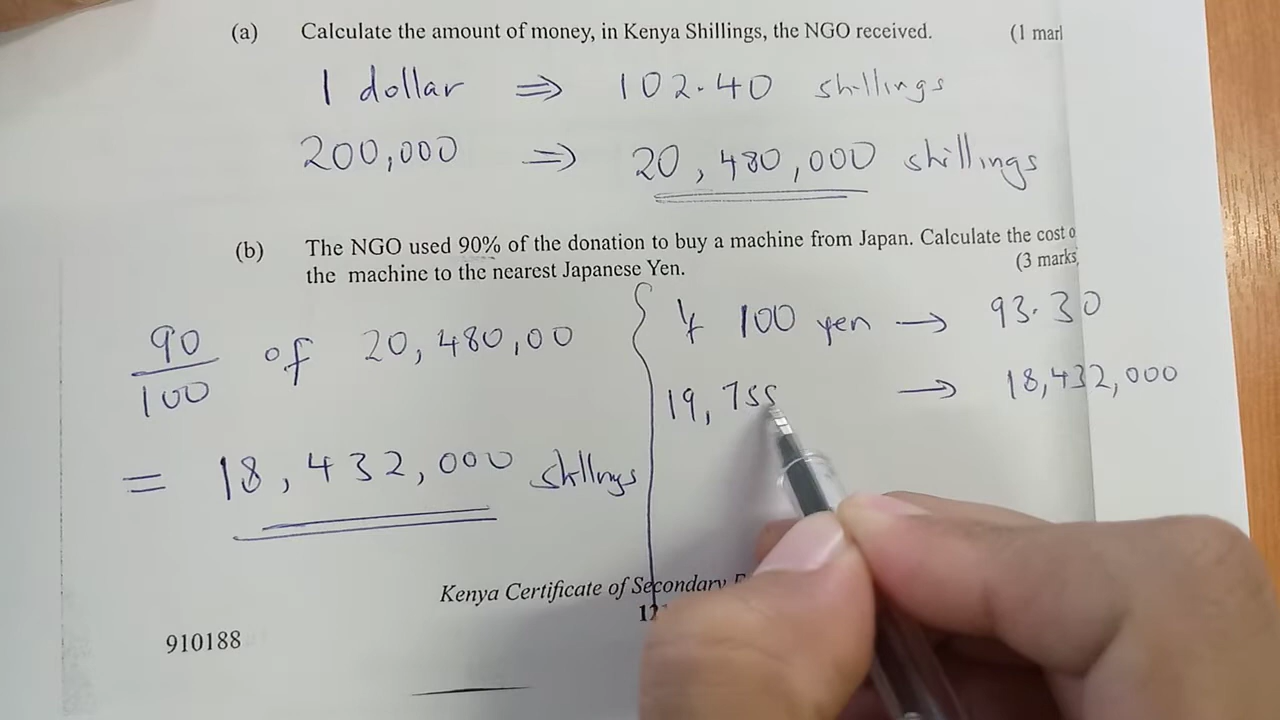 (a) Calculate the amount of money, in Kenya Shillings, the NGO received. (1 mark
1 dollar ⇒ 102.40 shillings
200,000 ⇒ 20,480,000 shillings
(b) The NGO used 90% of the donation to buy a machine from Japan. Calculate the cost o
the machine to the nearest Japanese Yen. (3 marks
90/100 of 20,480,00
= 18,432,000 shillings
100 yen → 93.30
19,755 → 18,432,000
Kenya Certificate of Secondary
910188